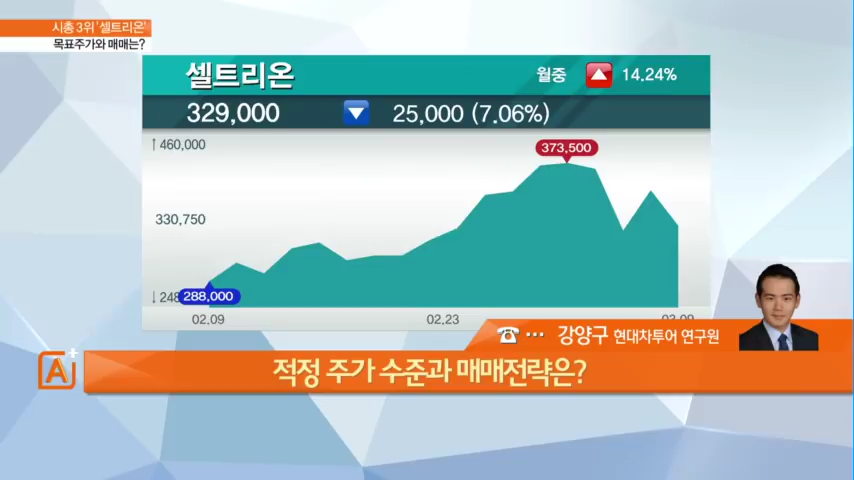 시총 3위 '셀트리온'
목표주가와 매매는?
셀트리온
월중 ▲ 14.24%
329,000 ▼ 25,000 (7.06%)
↑460,000
373,500
330,750
↓248
288,000
02.09 02.23
☎ ··· 강양구 현대차투어 연구원
A+
적정 주가 수준과 매매전략은?